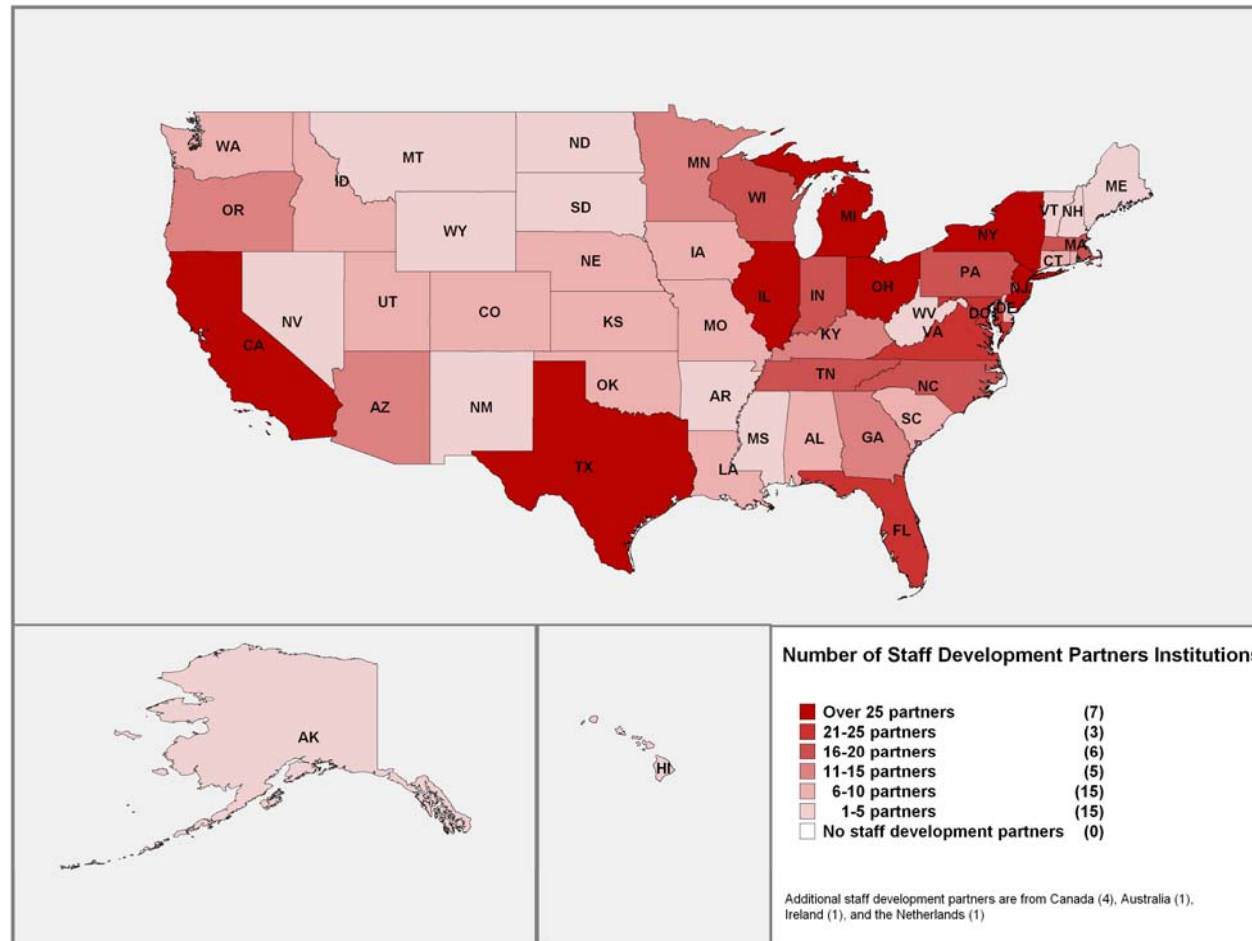 WA
MT
ND
MN
ID
OR
SD
WI
WY
MI
VT
NH
ME
NY
MA
CT
IA
NE
PA
NJ
NV
UT
CO
IL
IN
OH
DC
DE
WV
VA
CA
KS
MO
KY
TN
NC
AZ
NM
OK
AR
SC
MS
AL
GA
TX
LA
FL
AK
HI
Number of Staff Development Partners Institutions
Over 25 partners (7)
21-25 partners (3)
16-20 partners (6)
11-15 partners (5)
6-10 partners (15)
1-5 partners (15)
No staff development partners (0)
Additional staff development partners are from Canada (4), Australia (1),
Ireland (1), and the Netherlands (1)